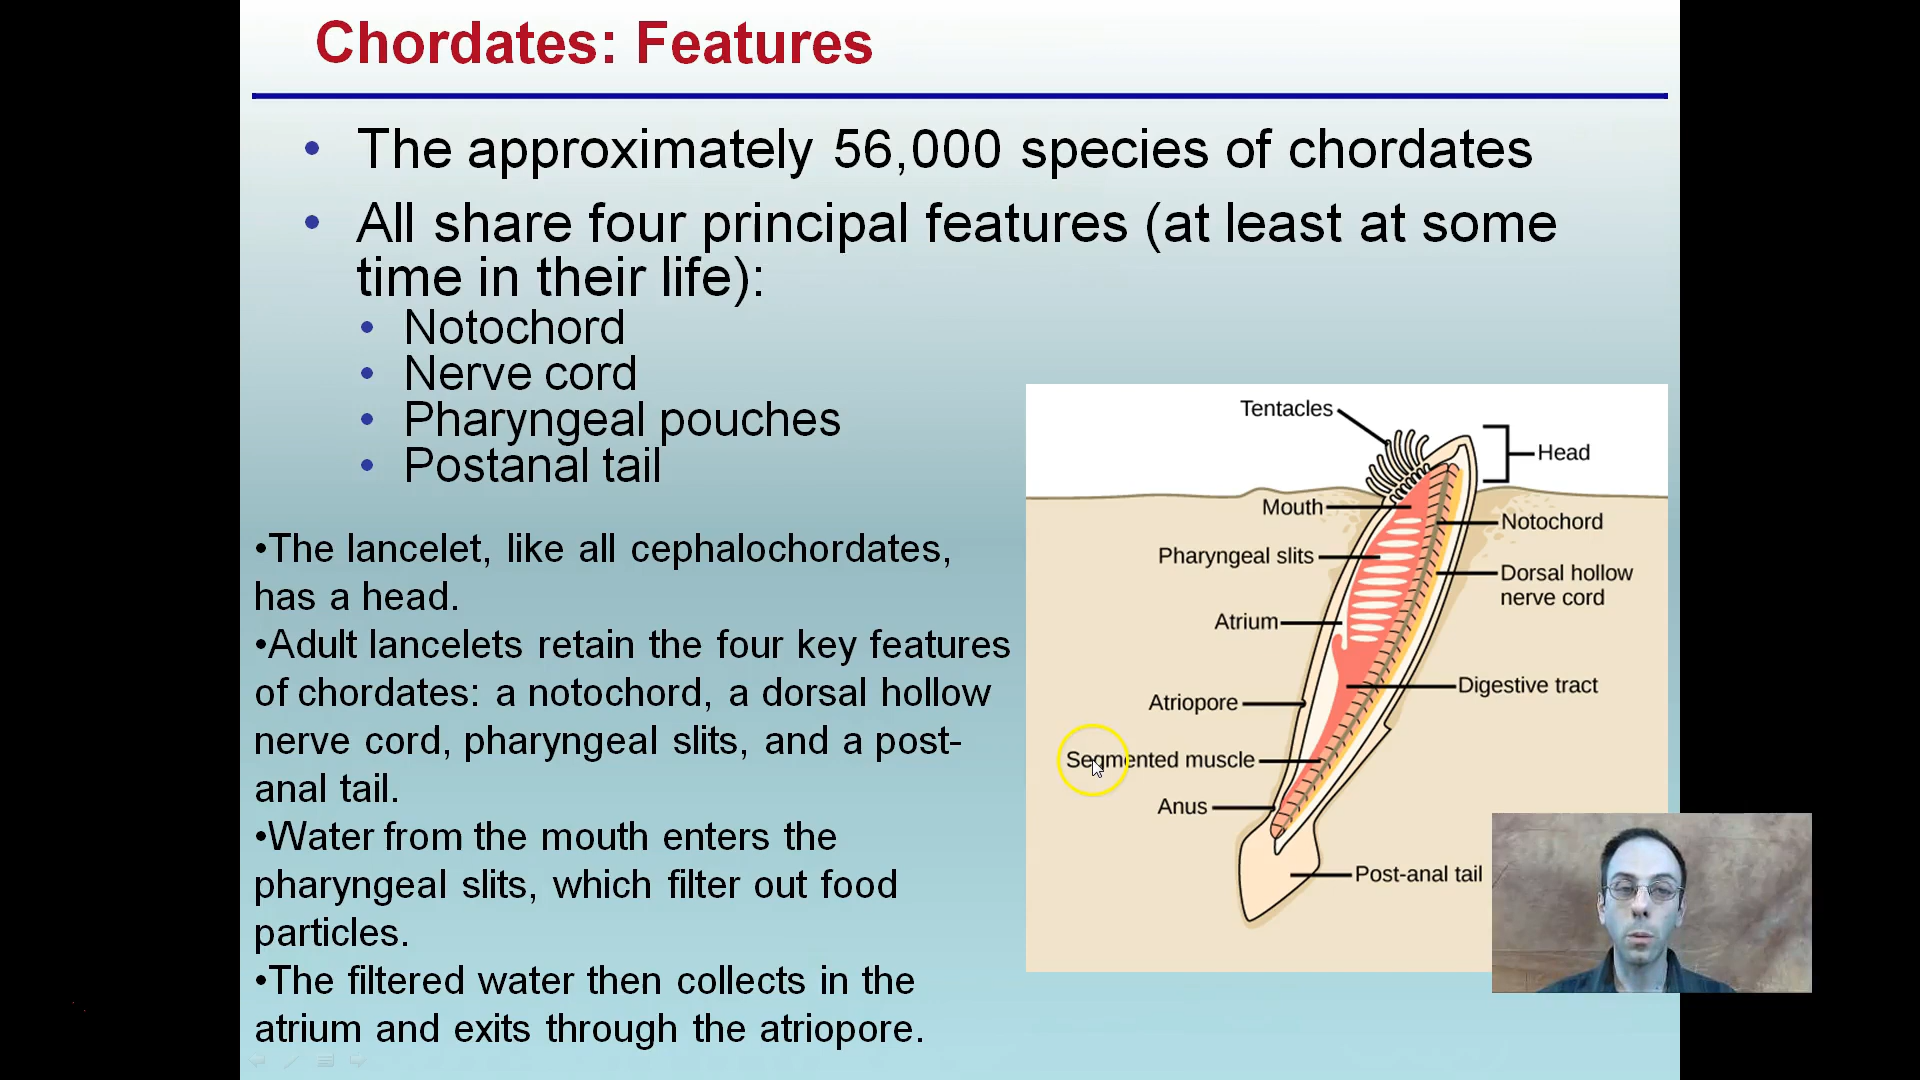 Chordates: Features
• The approximately 56,000 species of chordates
• All share four principal features (at least at some
time in their life):
• Notochord
• Nerve cord
• Pharyngeal pouches
• Postanal tail
•The lancelet, like all cephalochordates,
has a head.
•Adult lancelets retain the four key features
of chordates: a notochord, a dorsal hollow
nerve cord, pharyngeal slits, and a post-
anal tail.
•Water from the mouth enters the
pharyngeal slits, which filter out food
particles.
•The filtered water then collects in the
atrium and exits through the atriopore.
Tentacles
Head
Mouth
Notochord
Pharyngeal slits
Dorsal hollow
nerve cord
Atrium
Digestive tract
Atriopore
Segmented muscle
Anus
Post-anal tail